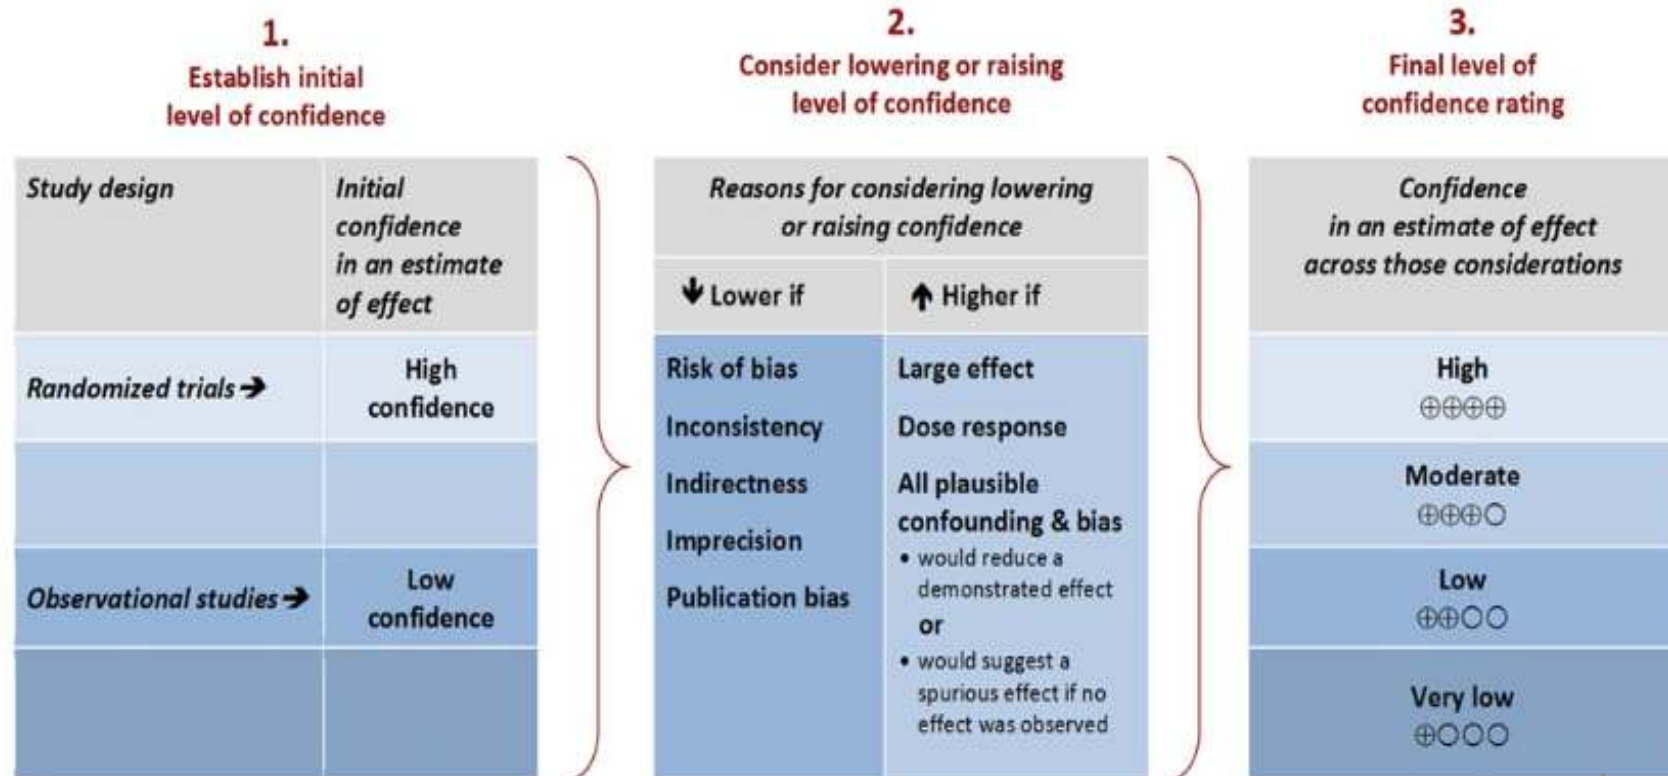 1.
Establish initial
level of confidence
Study design
Initial
confidence
in an estimate
of effect
Randomized trials ➔
High
confidence
Observational studies ➔
Low
confidence
2.
Consider lowering or raising
level of confidence
Reasons for considering lowering
or raising confidence
🡻 Lower if
🡹 Higher if
Risk of bias
Inconsistency
Indirectness
Imprecision
Publication bias
Large effect
Dose response
All plausible
confounding & bias
• would reduce a
demonstrated effect
or
• would suggest a
spurious effect if no
effect was observed
3.
Final level of
confidence rating
Confidence
in an estimate of effect
across those considerations
High
⊕⊕⊕⊕
Moderate
⊕⊕⊕○
Low
⊕⊕○○
Very low
⊕○○○